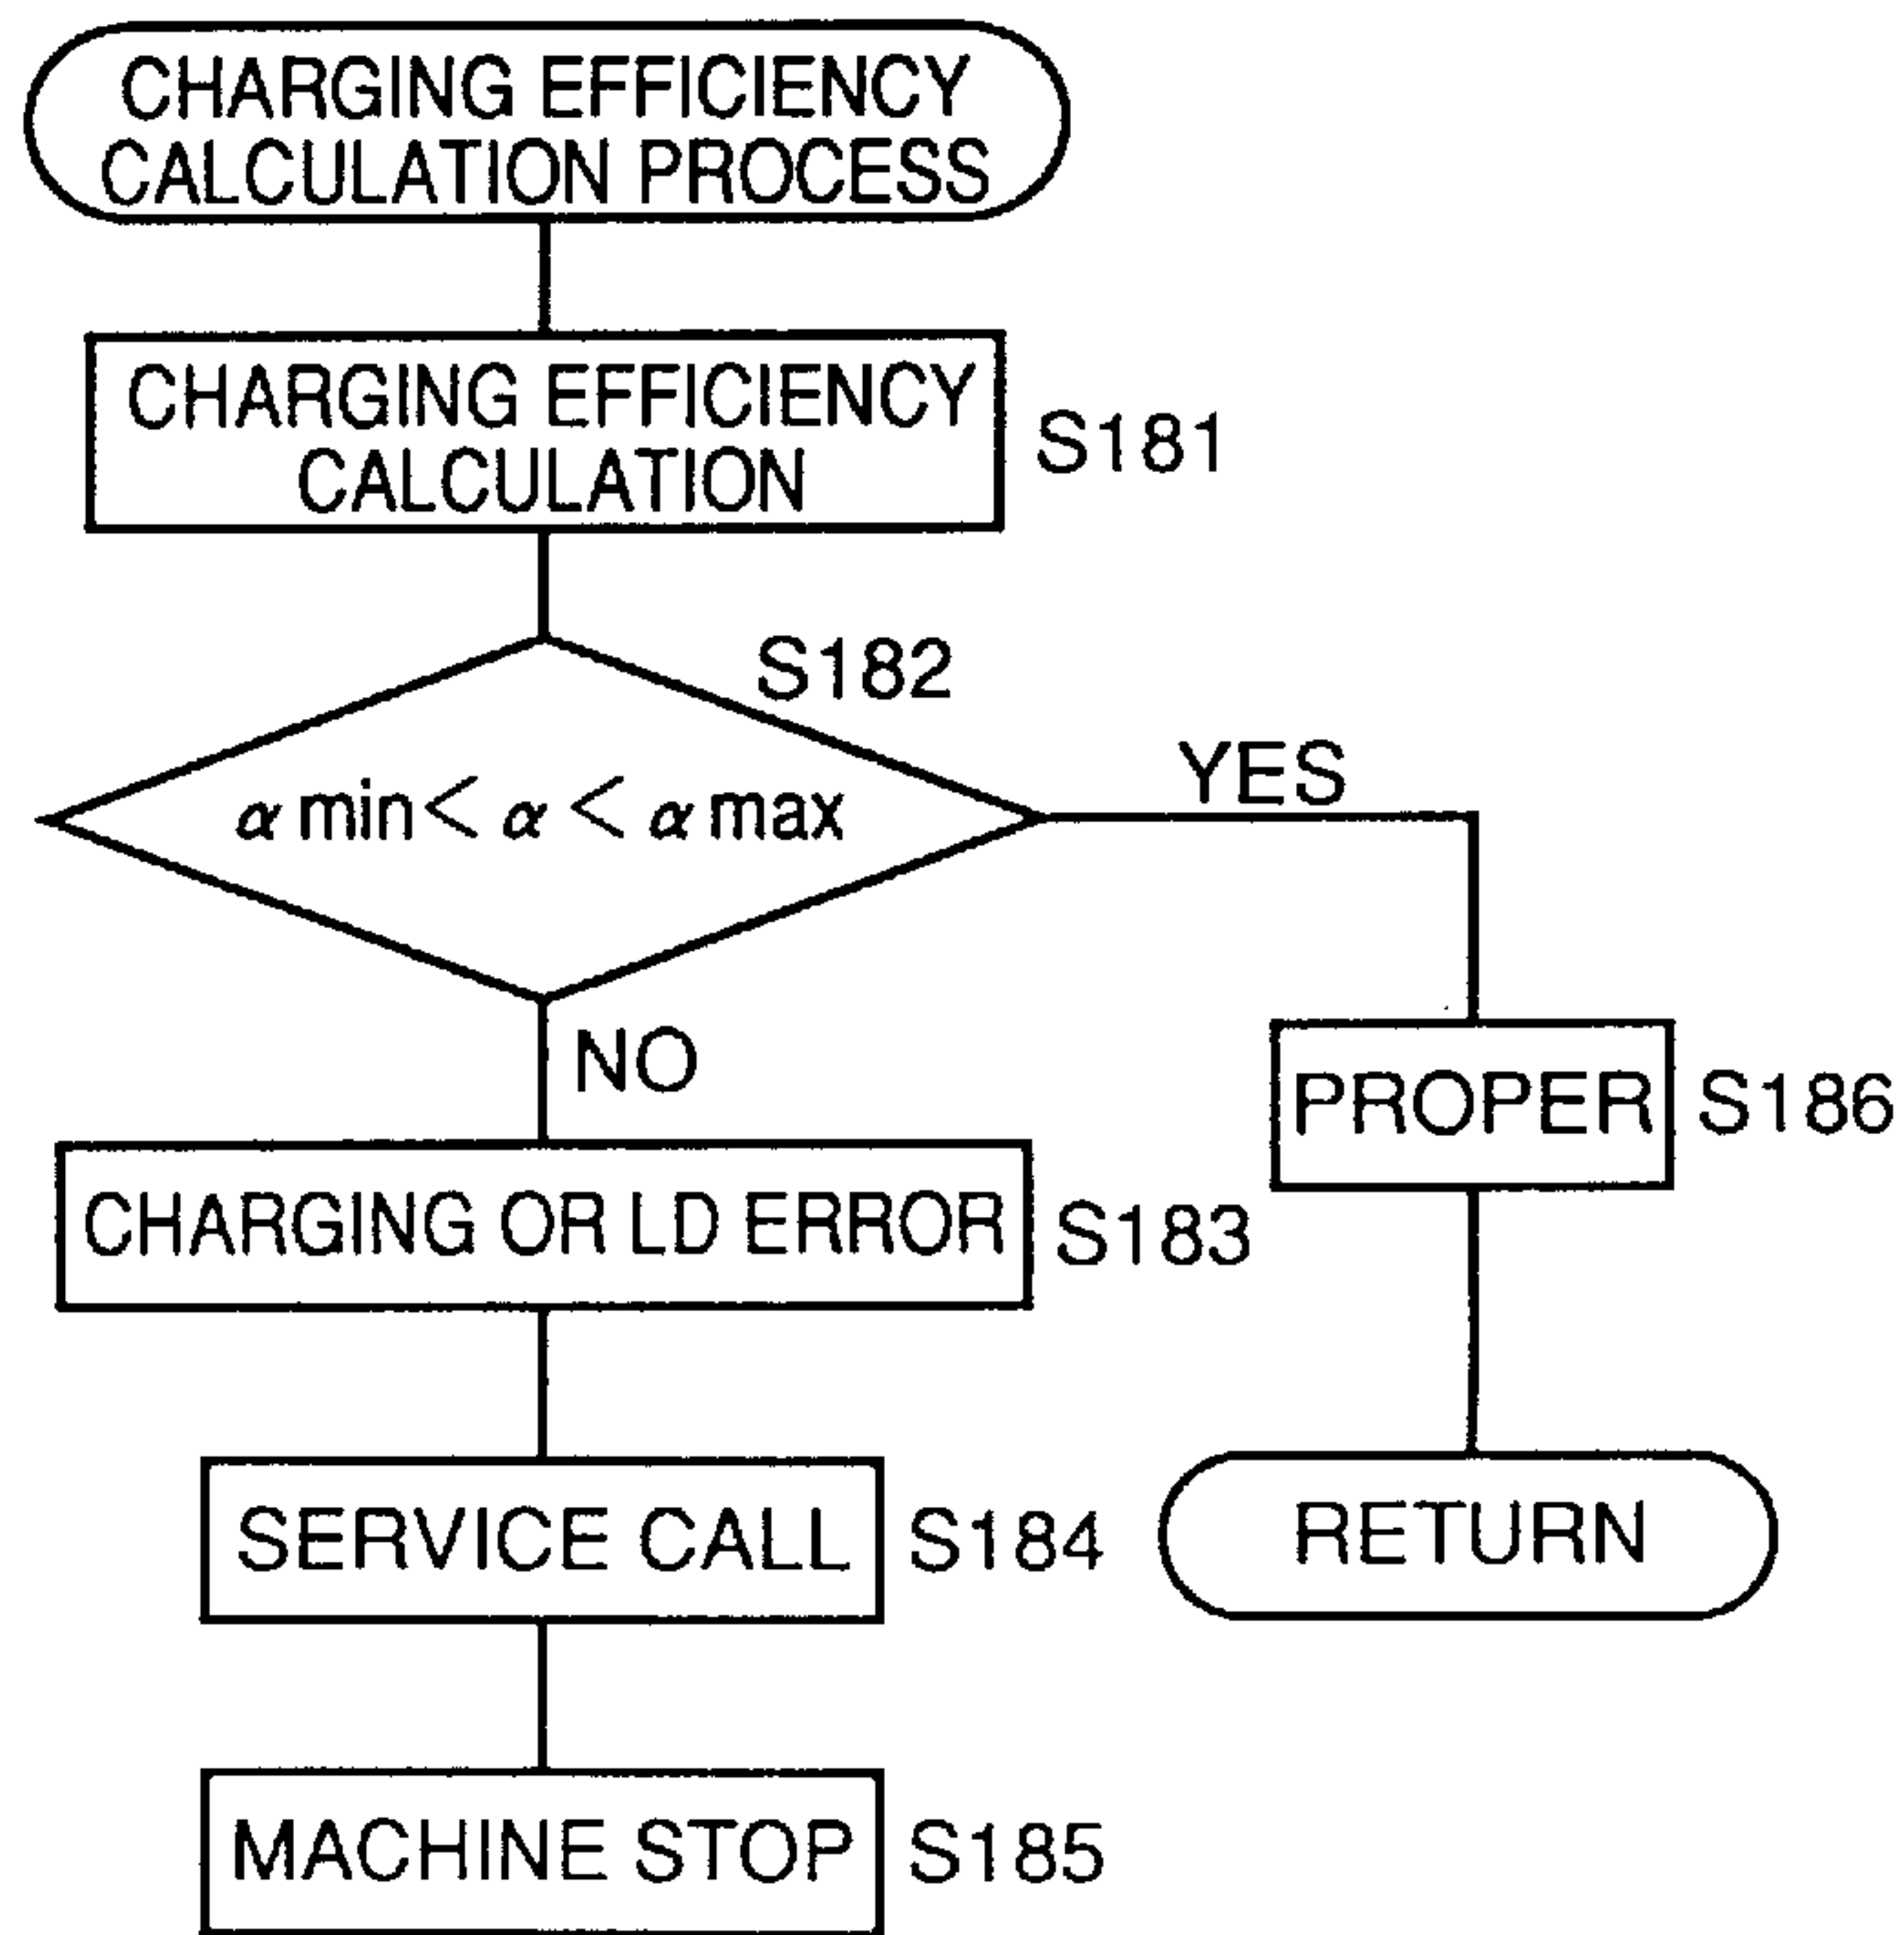 CHARGING EFFICIENCY
CALCULATION PROCESS
CHARGING EFFICIENCY
CALCULATION
S181
S182
α min< α < α max
YES
NO
PROPER
S186
CHARGING OR LD ERROR
S183
SERVICE CALL
S184
RETURN
MACHINE STOP
S185